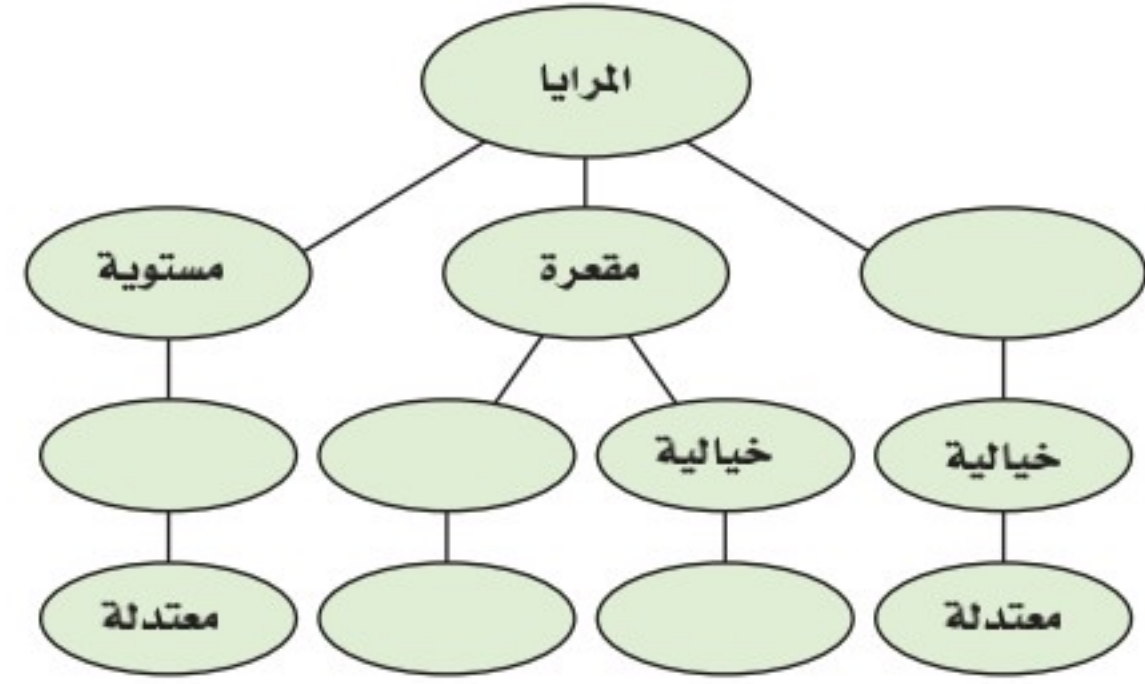 المرايا
مقعرة
مستوية
خيالية
خيالية
معتدلة
معتدلة